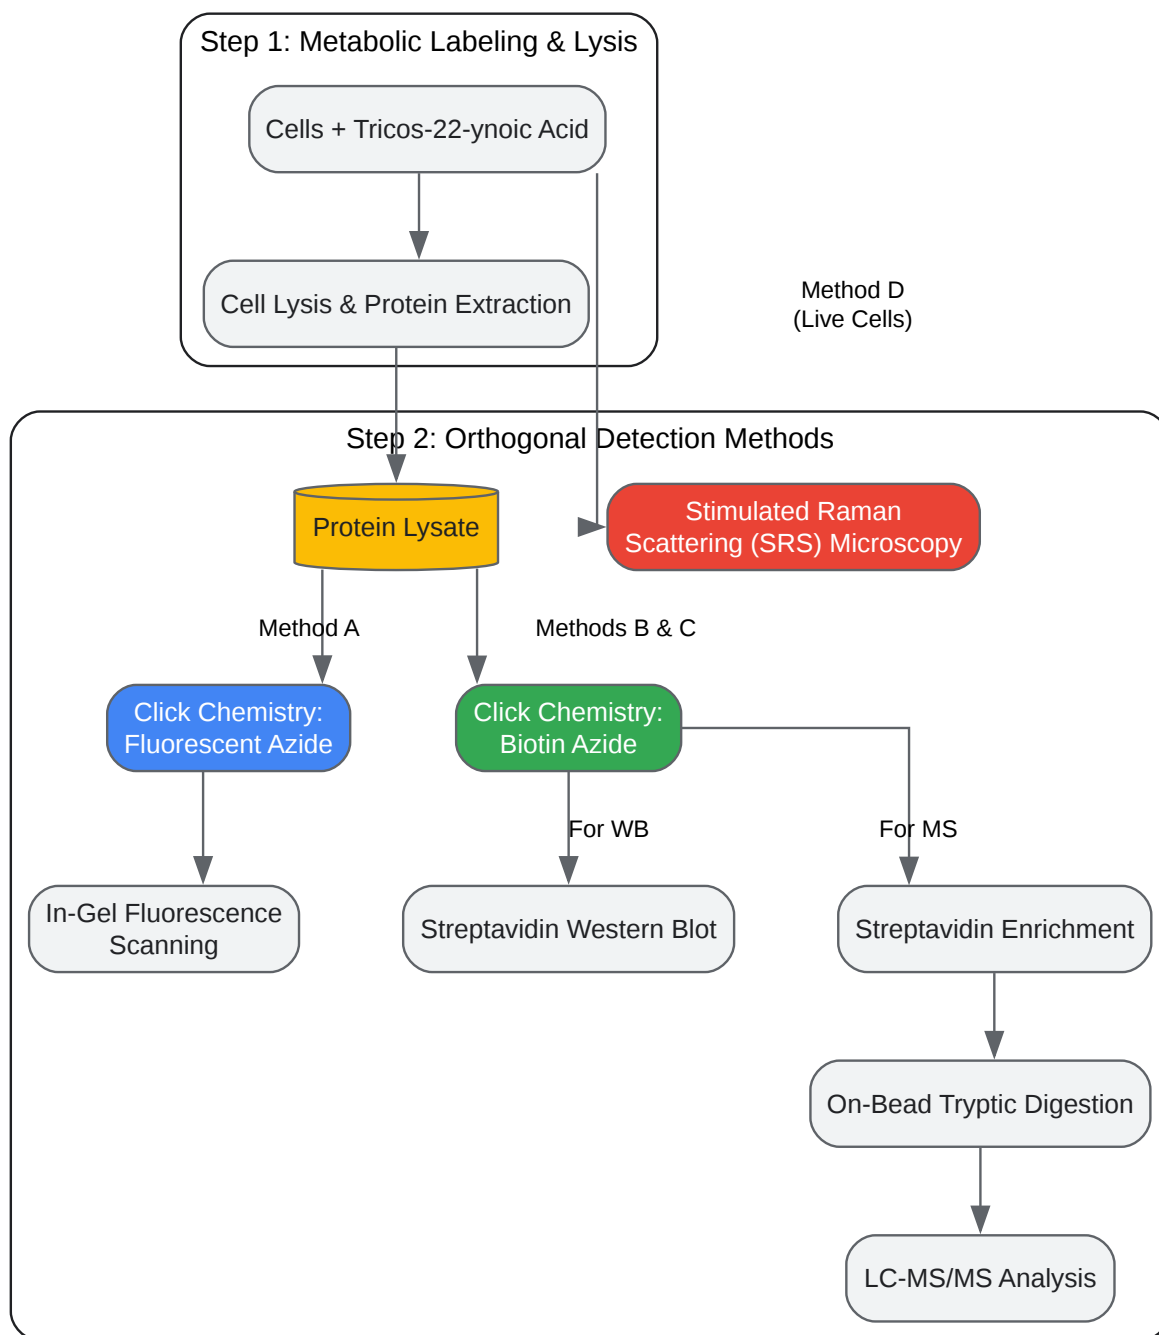 Step 1: Metabolic Labeling & Lysis
Cells + Tricos-22-ynoic Acid
Cell Lysis & Protein Extraction
Method D
(Live Cells)
Step 2: Orthogonal Detection Methods
Protein Lysate
Stimulated Raman
Scattering (SRS) Microscopy
Method A
Methods B & C
Click Chemistry:
Fluorescent Azide
Click Chemistry:
Biotin Azide
For WB
For MS
In-Gel Fluorescence
Scanning
Streptavidin Western Blot
Streptavidin Enrichment
On-Bead Tryptic Digestion
LC-MS/MS Analysis